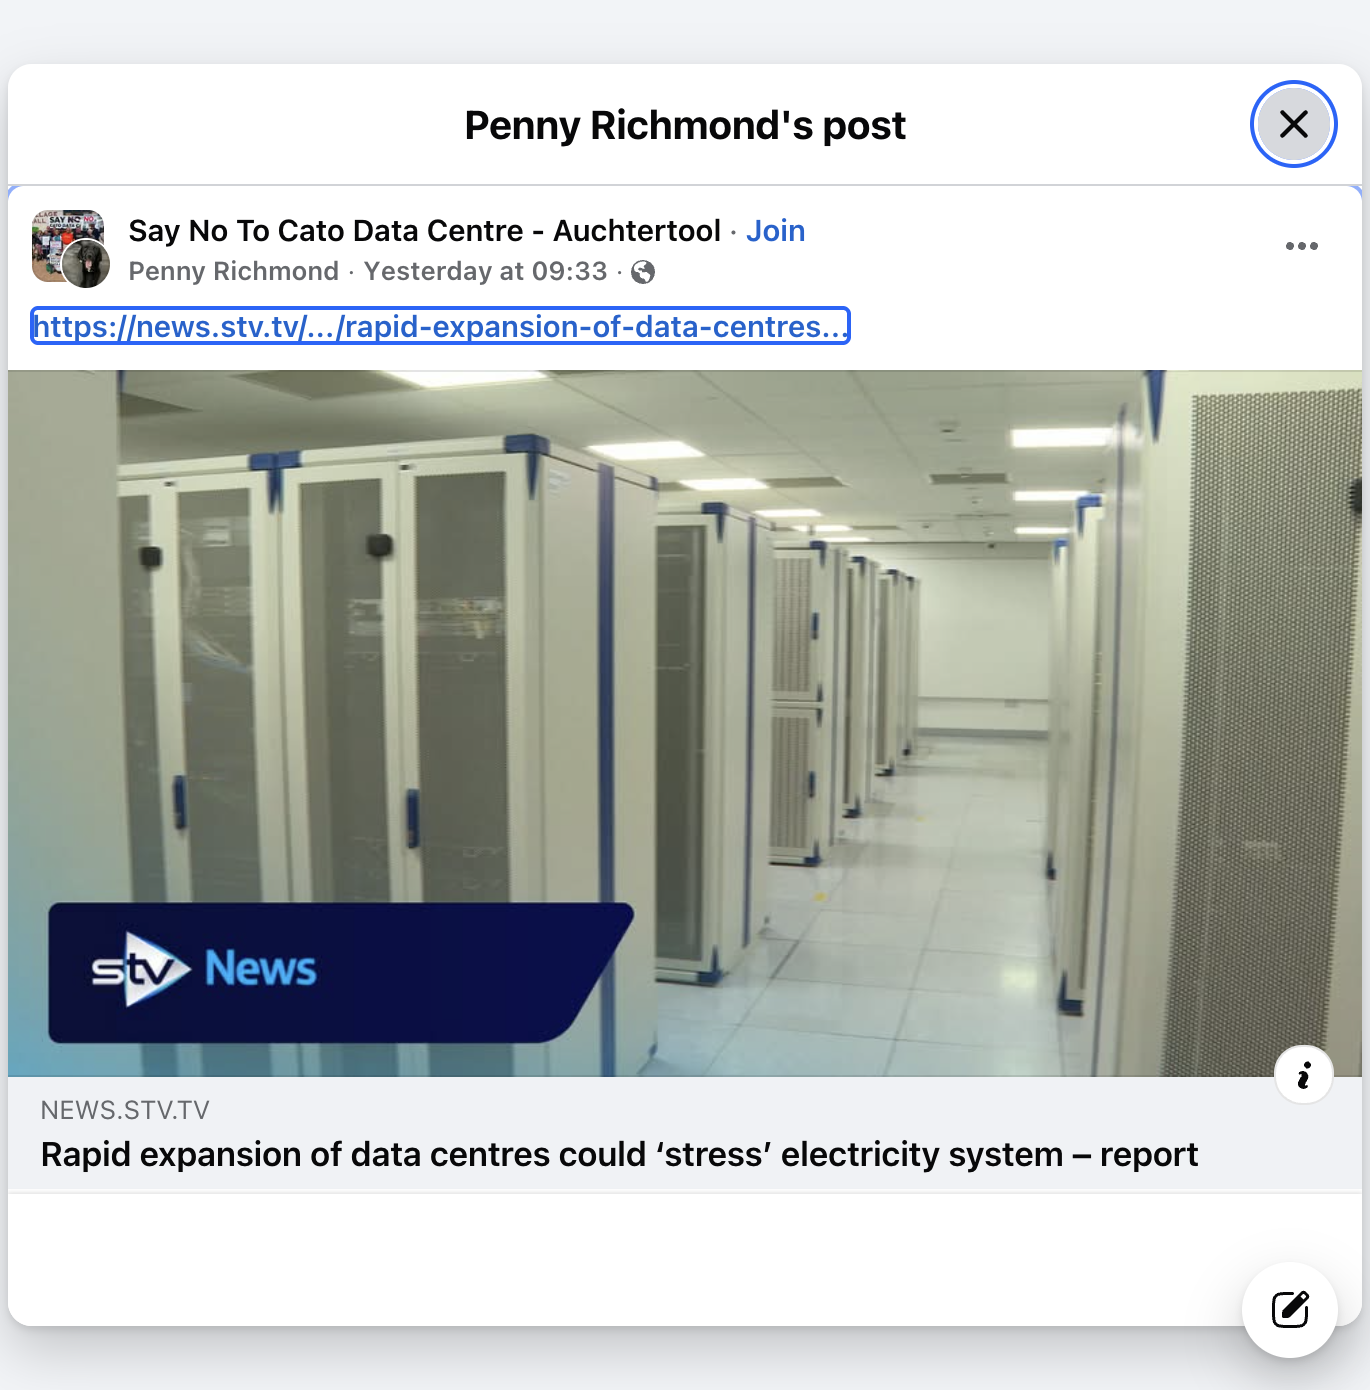 Penny Richmond's post
SAY NO
Say No To Cato Data Centre - Auchtertool · Join
Penny Richmond · Yesterday at 09:33 ·
https://news.stv.tv/.../rapid-expansion-of-data-centres...
stv News
NEWS.STV.TV
Rapid expansion of data centres could ‘stress’ electricity system – report